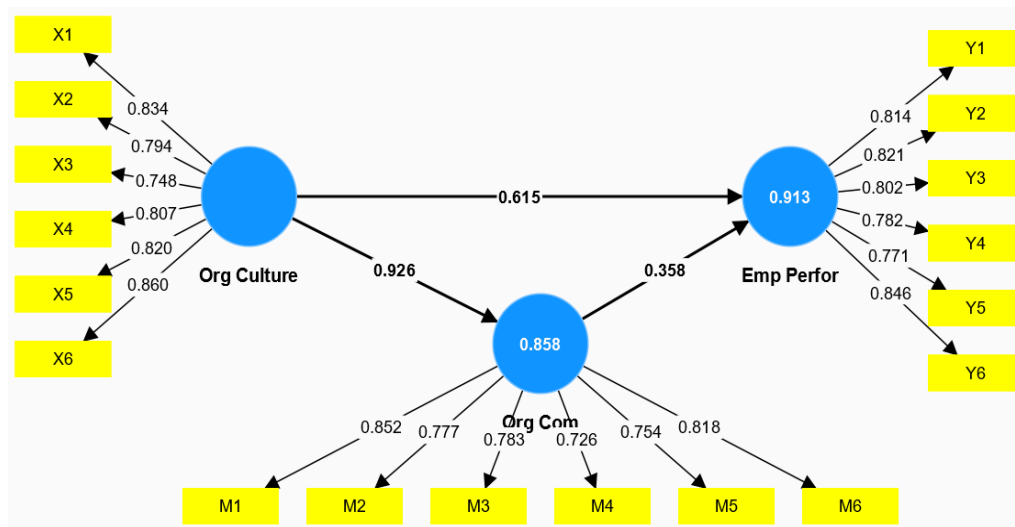 X1
X2
X3
X4
X5
X6
0.834
0.794
0.748
0.807
0.820
0.860
Org Culture
0.615
0.926
0.358
0.913
Emp Perfor
0.858
Org Com
0.814
0.821
0.802
0.782
0.771
0.846
Y1
Y2
Y3
Y4
Y5
Y6
0.852
0.777
0.783
0.726
0.754
0.818
M1
M2
M3
M4
M5
M6